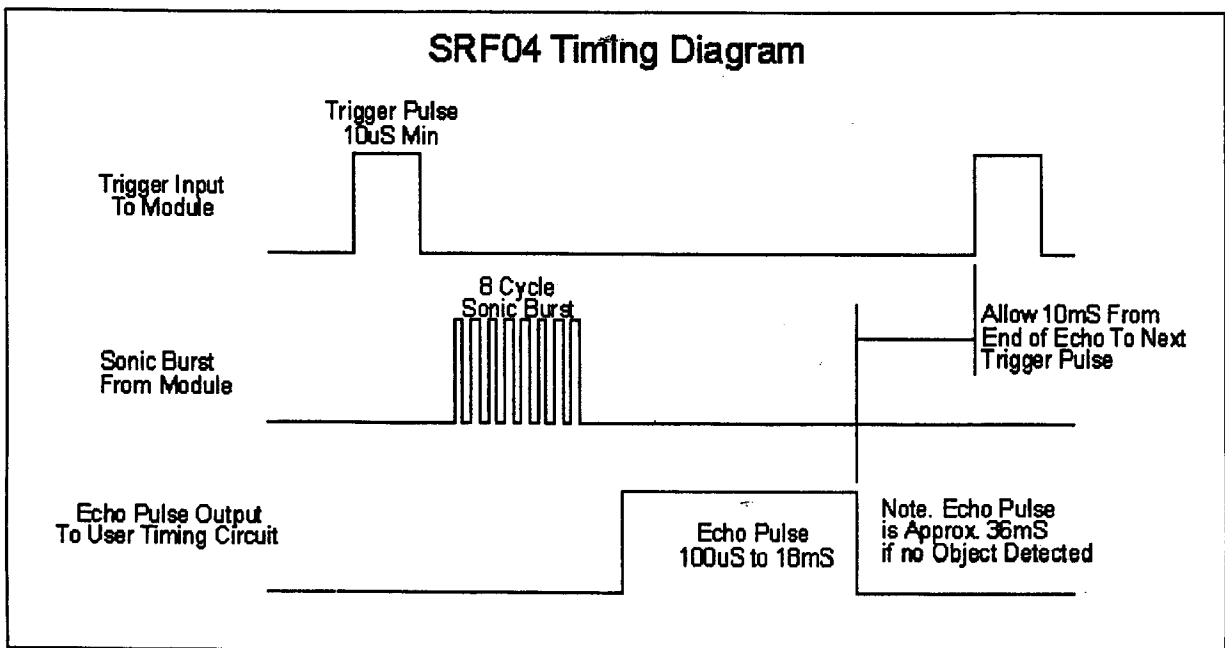 SRF04 Timing Diagram
Trigger Pulse
10uS Min
Trigger Input
To Module
8 Cycle
Sonic Burst
Allow 10mS From
End of Echo To Next
Trigger Pulse
Sonic Burst
From Module
Echo Pulse Output
To User Timing Circuit
Echo Pulse
100uS to 18mS
Note. Echo Pulse
is Approx. 36mS
if no Object Detected